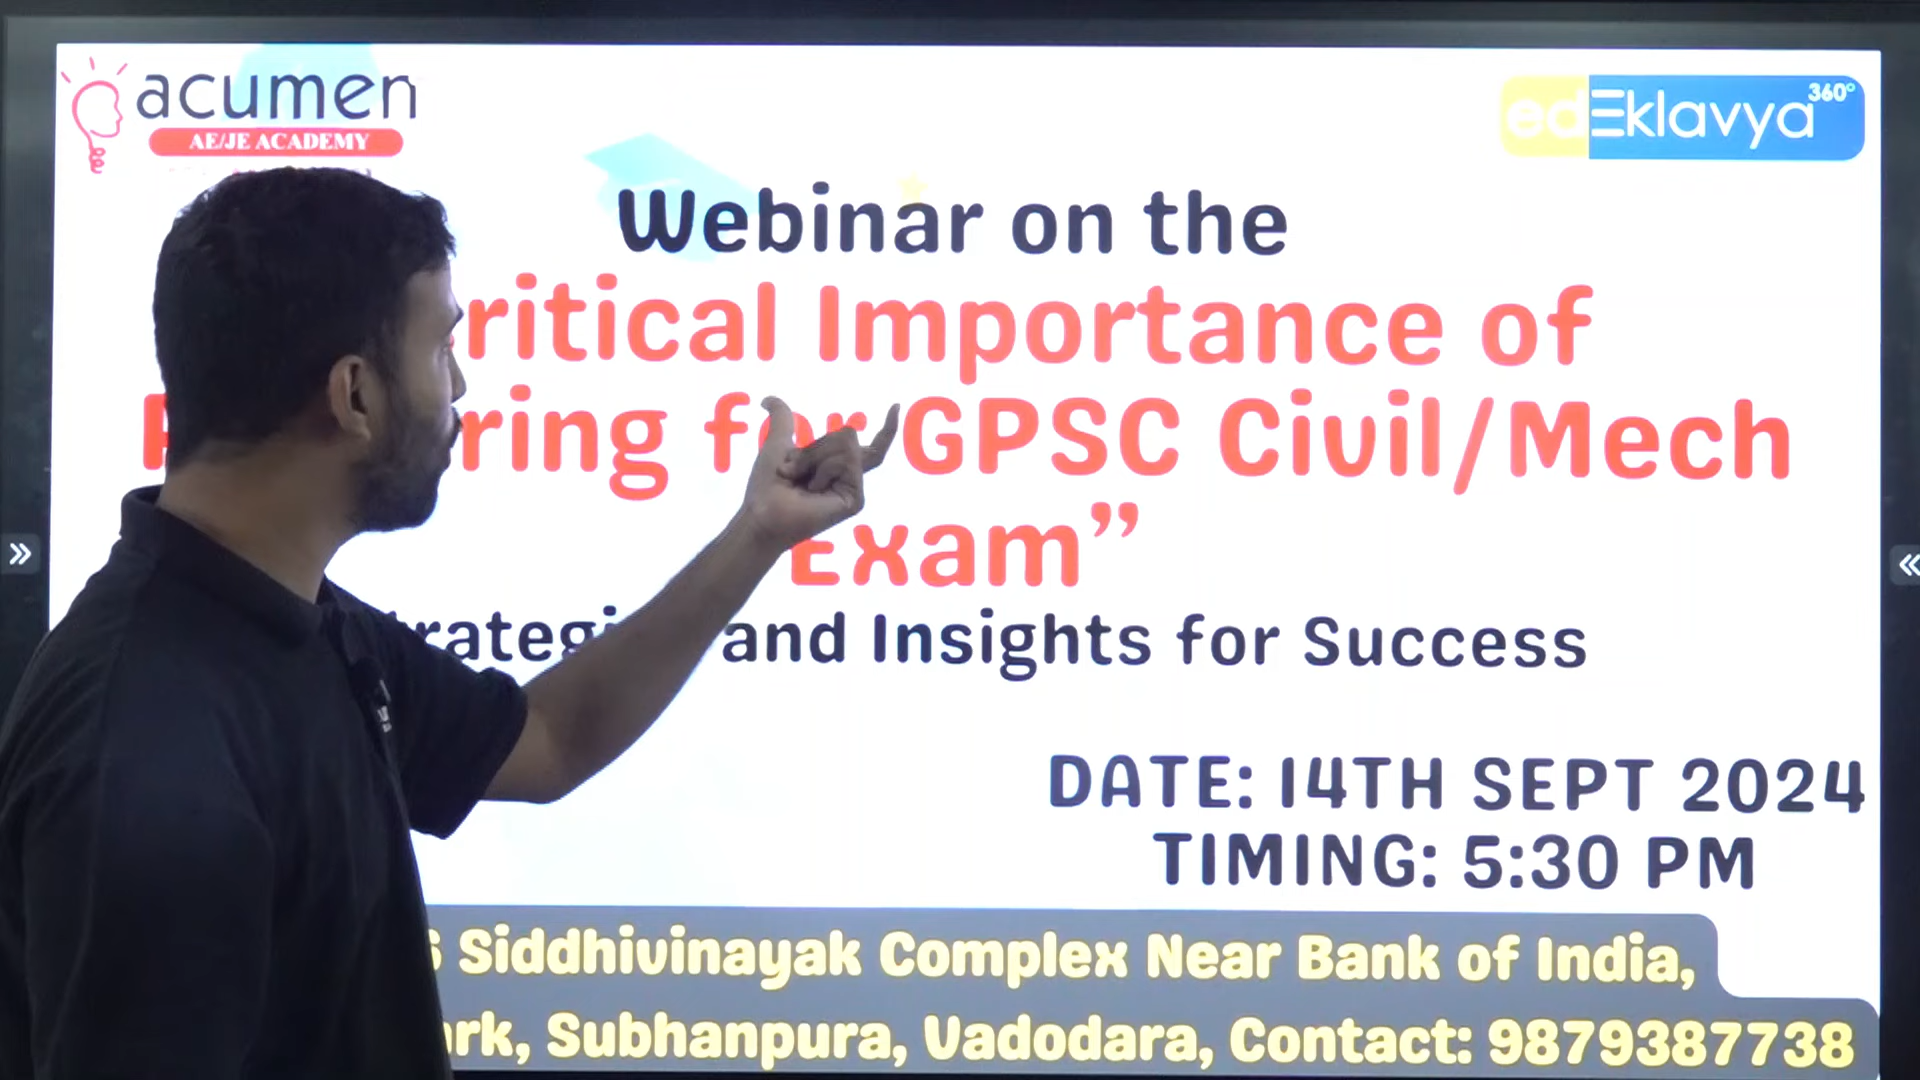 acumen
AE/JE ACADEMY
edEklavya 360°
Webinar on the
ritical Importance of
ring for GPSC Civil/Mech
Exam”
and Insights for Success
DATE: 14TH SEPT 2024
TIMING: 5:30 PM
Siddhivinayak Complex Near Bank of India,
Subhanpura, Vadodara, Contact: 9879387738